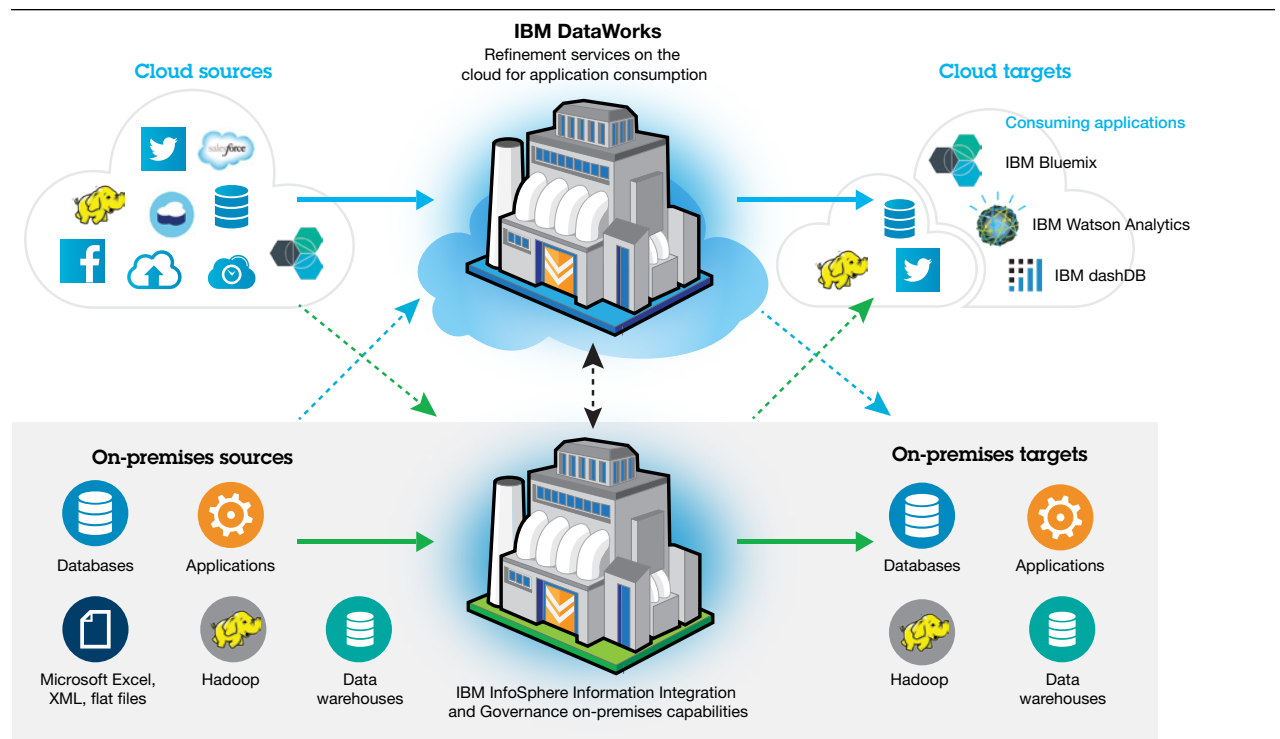 IBM DataWorks
Refinement services on the
cloud for application consumption
Cloud sources
salesforce
Cloud targets
Consuming applications
IBM Bluemix
IBM Watson Analytics
IBM dashDB
On-premises sources
Databases
Applications
Microsoft Excel,
XML, flat files
Hadoop
Data
warehouses
IBM InfoSphere Information Integration
and Governance on-premises capabilities
On-premises targets
Databases
Applications
Hadoop
Data
warehouses